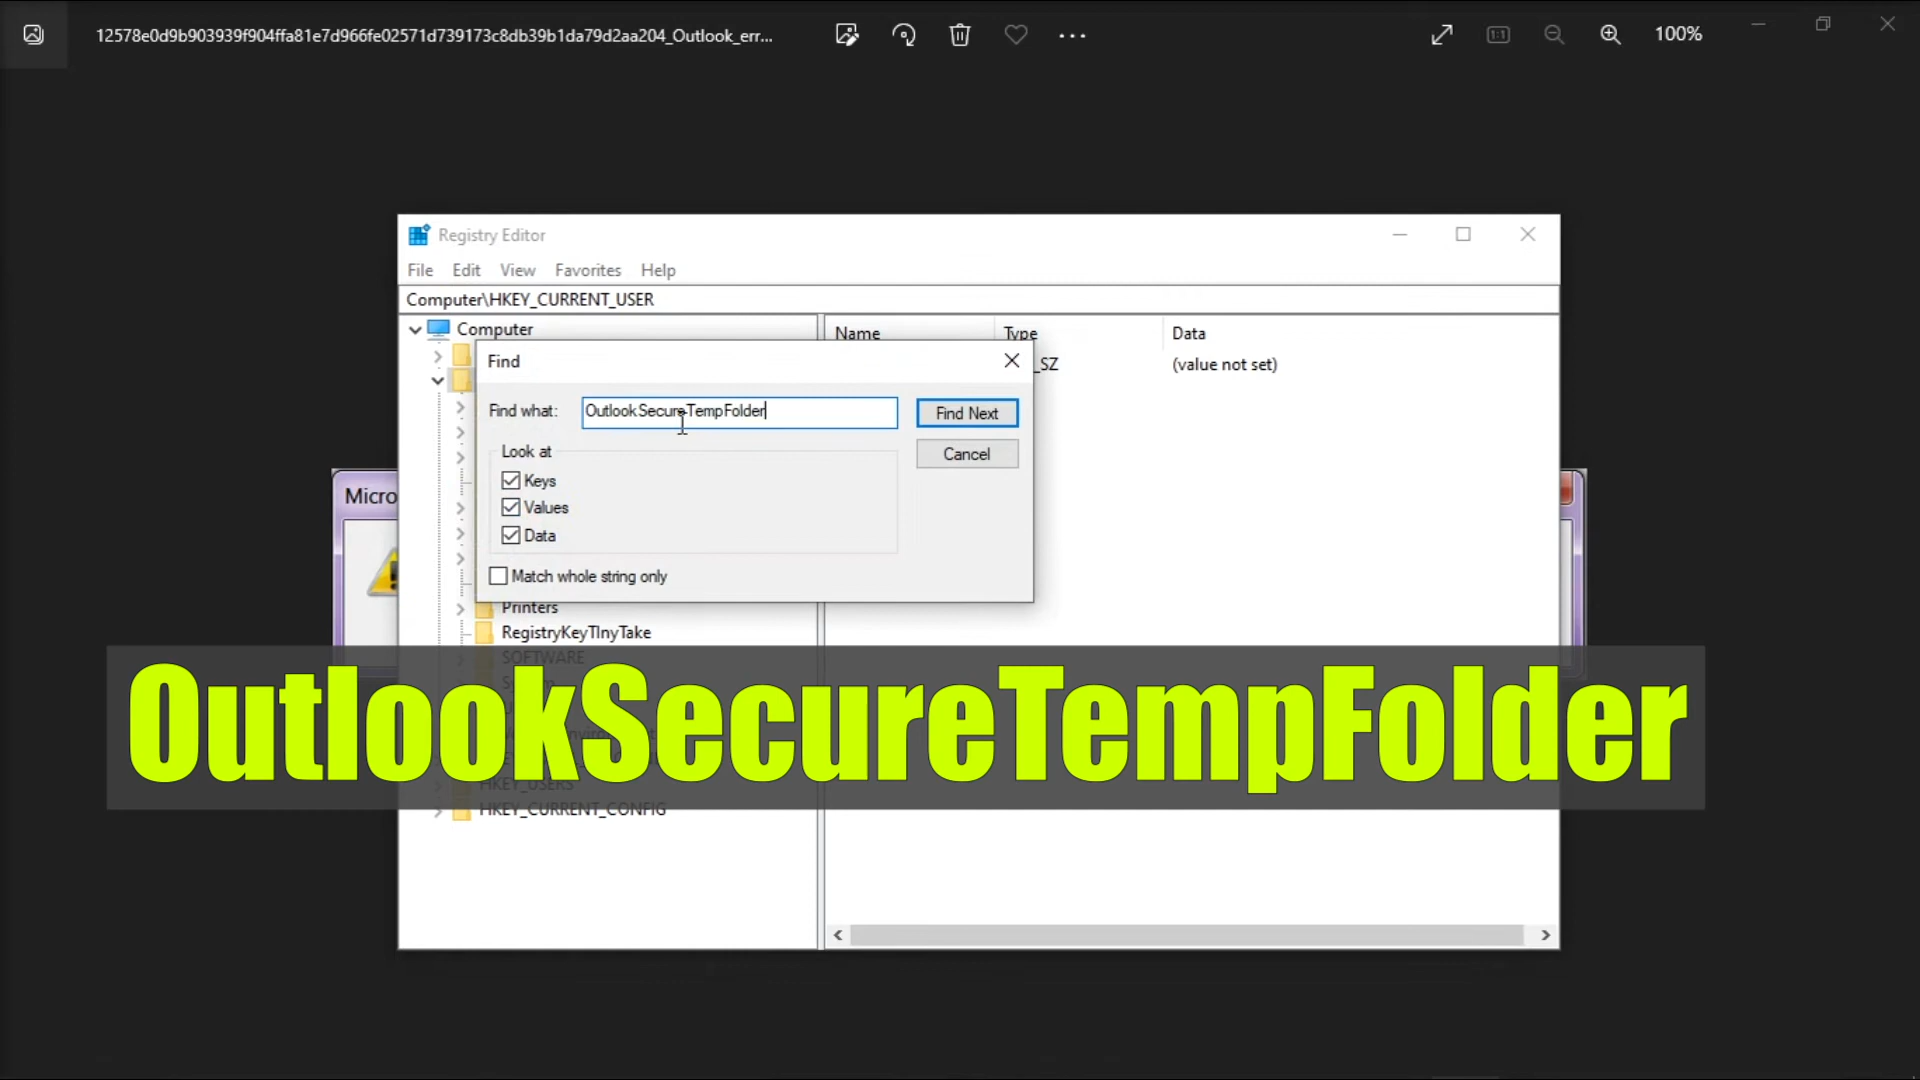 12578e0d9b903939f904ffa81e7d966fe02571d739173c8db39b1da79d2aa204_Outlook_err...
100%
Registry Editor
File Edit View Favorites Help
Computer\HKEY_CURRENT_USER
Computer
Name Type Data
_SZ (value not set)
Find
Find what: OutlookSecureTempFolder Find Next
Look at
Cancel
Keys
Values
Data
Match whole string only
Micro
Printers
RegistryKeyTInyTake
SOFTWARE
OutlookSecureTempFolder
HKEY_USERS
HKEY_CURRENT_CONFIG